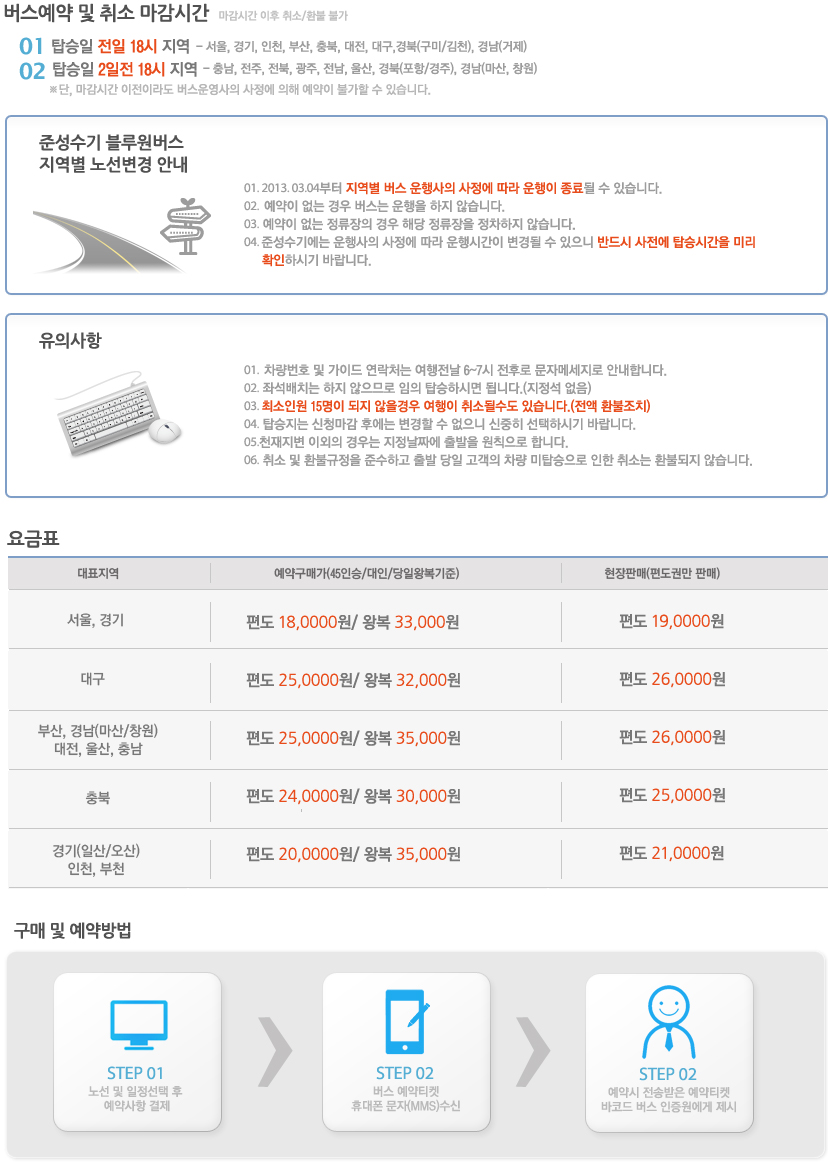 버스예약 및 취소 마감시간 마감시간 이후 취소/환불 불가
01 탑승일 전일 18시 지역 – 서울, 경기, 인천, 부산, 충북, 대전, 대구,경북(구미/김천), 경남(거제)
02 탑승일 2일전 18시 지역 – 충남, 전주, 전북, 광주, 전남, 울산, 경북(포항/경주), 경남(마산, 창원)
※단, 마감시간 이전이라도 버스운영사의 사정에 의해 예약이 불가할 수 있습니다.
준성수기 블루원버스
지역별 노선변경 안내
01. 2013. 03.04부터 지역별 버스 운행사의 사정에 따라 운행이 종료될 수 있습니다.
02. 예약이 없는 경우 버스는 운행을 하지 않습니다.
03. 예약이 없는 정류장의 경우 해당 정류장을 정차하지 않습니다.
04. 준성수기에는 운행사의 사정에 따라 운행시간이 변경될 수 있으니 반드시 사전에 탑승시간을 미리
확인하시기 바랍니다.
유의사항
01. 차량번호 및 가이드 연락처는 여행전날 6~7시 전후로 문자메세지로 안내합니다.
02. 좌석배치는 하지 않으므로 임의 탑승하시면 됩니다.(지정석 없음)
03. 최소인원 15명이 되지 않을경우 여행이 취소될수도 있습니다.(전액 환불조치)
04. 탑승지는 신청마감 후에는 변경할 수 없으니 신중히 선택하시기 바랍니다.
05.천재지변 이외의 경우는 지정날짜에 출발을 원칙으로 합니다.
06. 취소 및 환불규정을 준수하고 출발 당일 고객의 차량 미탑승으로 인한 취소는 환불되지 않습니다.
요금표
대표지역 예약구매가(45인승/대인/당일왕복기준) 현장판매(편도권만 판매)
서울, 경기 편도 18,0000원/ 왕복 33,000원 편도 19,0000원
대구 편도 25,0000원/ 왕복 32,000원 편도 26,0000원
부산, 경남(마산/창원)
대전, 울산, 충남 편도 25,0000원/ 왕복 35,000원 편도 26,0000원
충북 편도 24,0000원/ 왕복 30,000원 편도 25,0000원
경기(일산/오산)
인천, 부천 편도 20,0000원/ 왕복 35,000원 편도 21,0000원
구매 및 예약방법
STEP 01
노선 및 일정선택 후
예약사항 결제
STEP 02
버스 예약티켓
휴대폰 문자(MMS)수신
STEP 02
예약시 전송받은 예약티켓
바코드 버스 인증원에게 제시